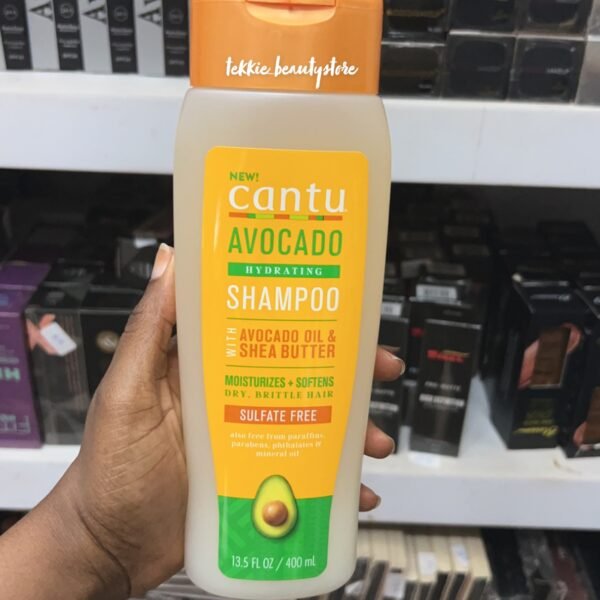 tekkie.beautystore
NEW!
cantu
AVOCADO
HYDRATING
SHAMPOO
WITH AVOCADO OIL &
SHEA BUTTER
MOISTURIZES + SOFTENS
DRY, BRITTLE HAIR
SULFATE FREE
also free from paraffins,
parabens, phthalates &
mineral oil
13.5 FL OZ / 400 mL